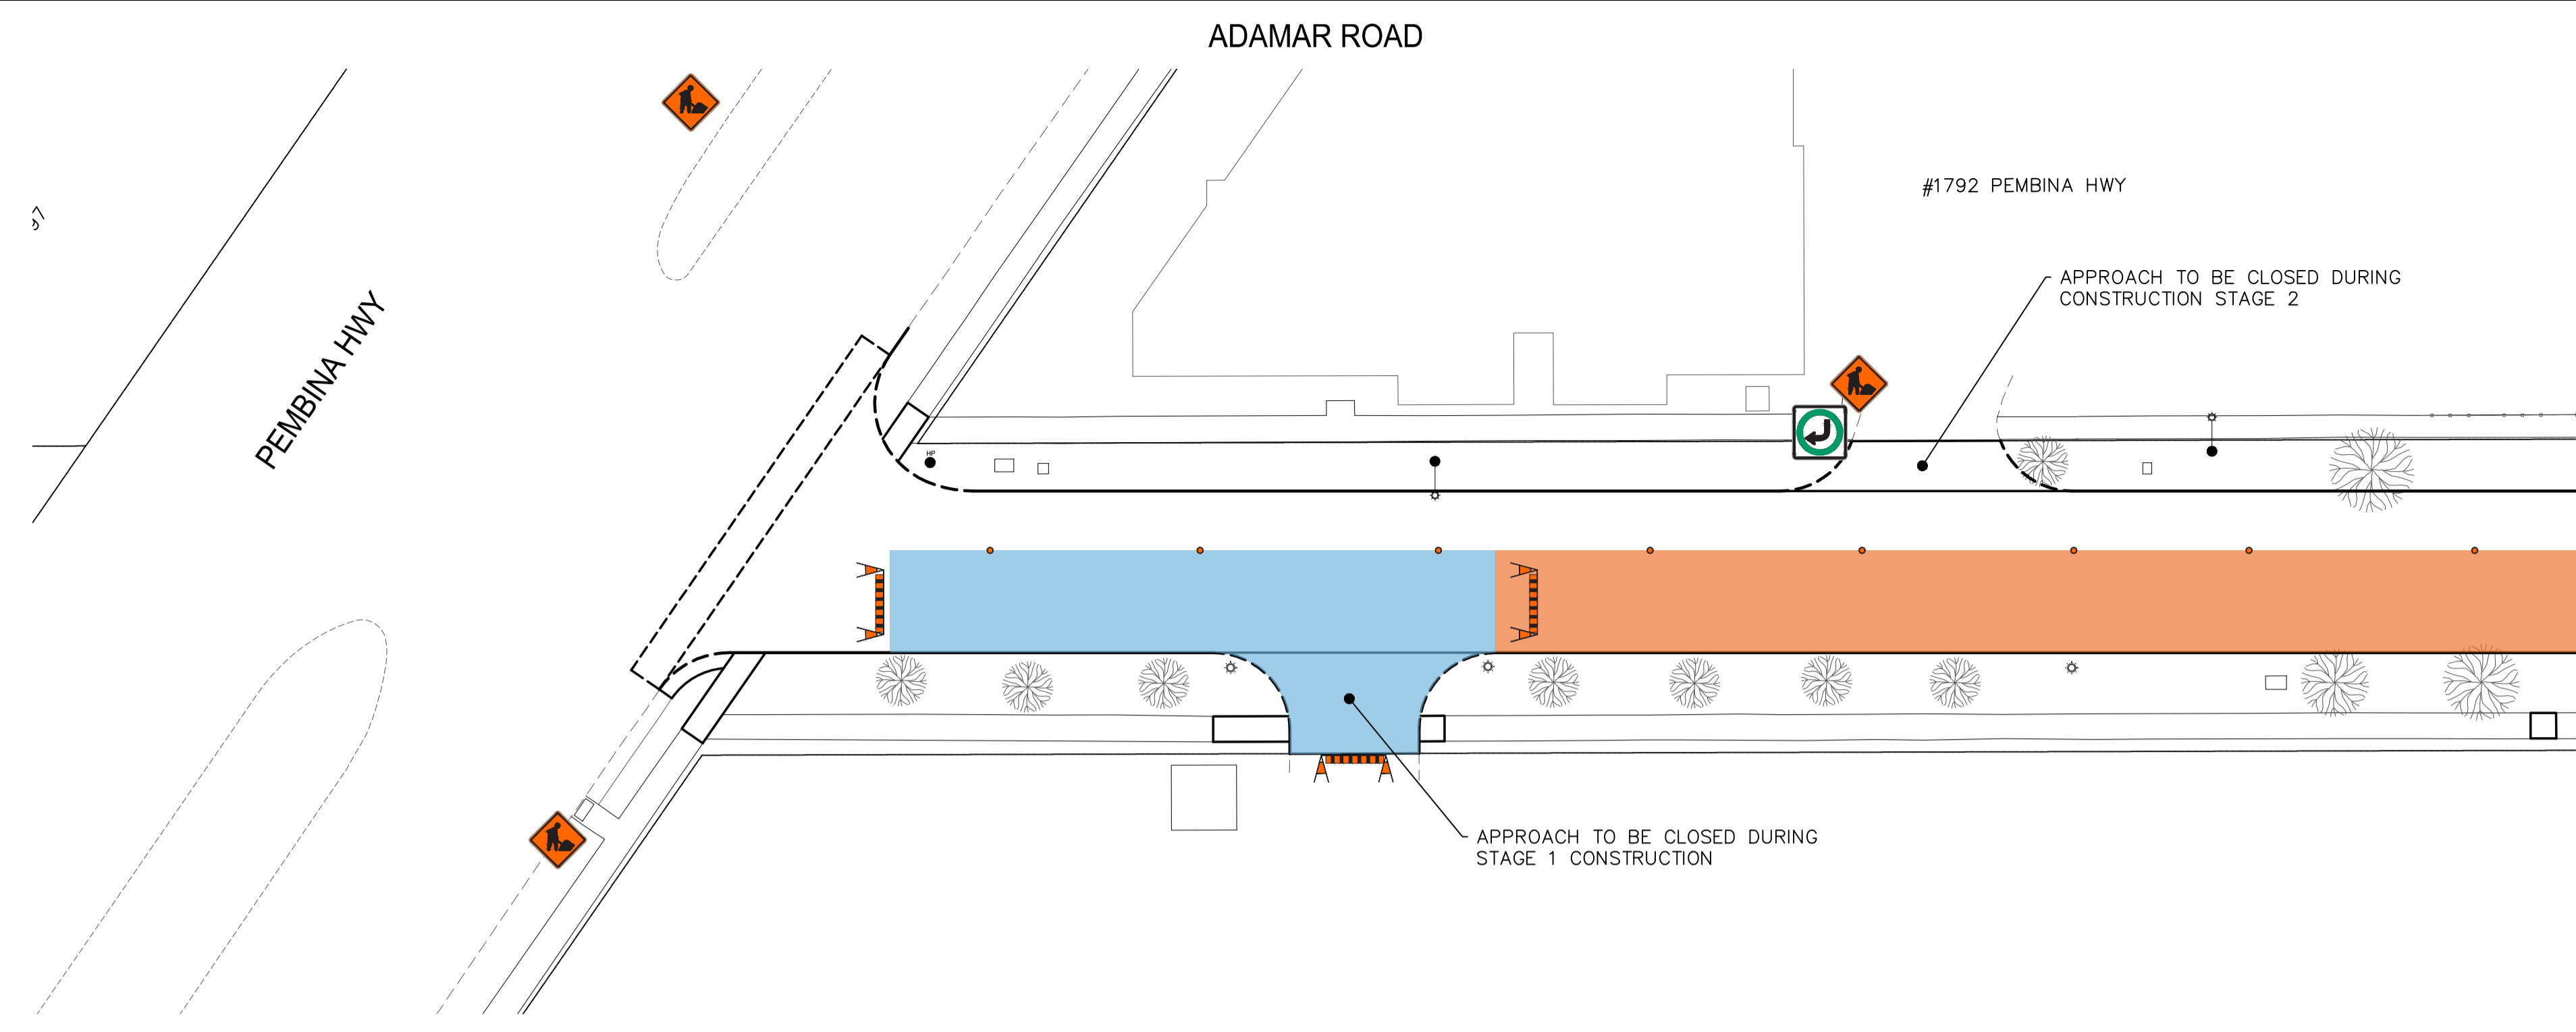 ADAMAR ROAD
#1792 PEMBINA HWY
APPROACH TO BE CLOSED DURING
CONSTRUCTION STAGE 2
PEMBINA HWY
HP
APPROACH TO BE CLOSED DURING
STAGE 1 CONSTRUCTION